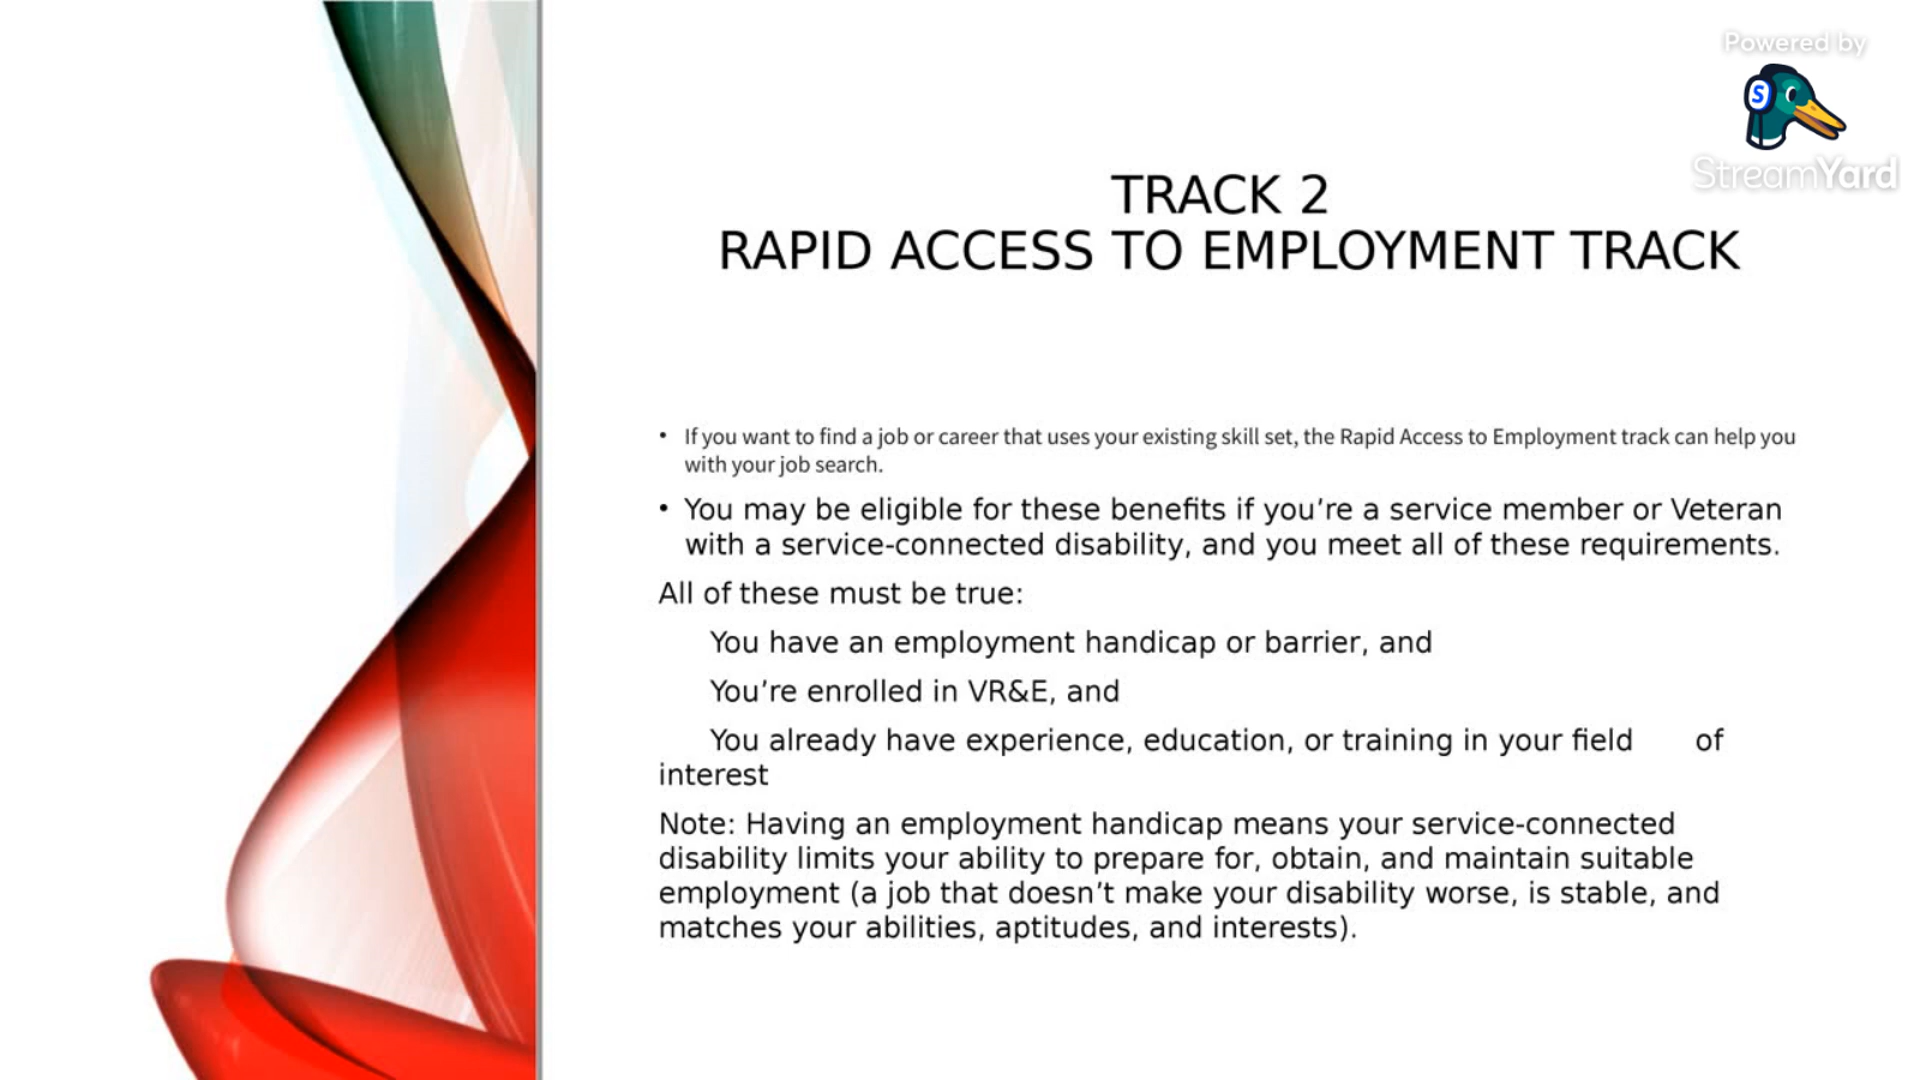 Powered by
S
StreamYard
TRACK 2
RAPID ACCESS TO EMPLOYMENT TRACK
• If you want to find a job or career that uses your existing skill set, the Rapid Access to Employment track can help you
with your job search.
• You may be eligible for these benefits if you’re a service member or Veteran
with a service-connected disability, and you meet all of these requirements.
All of these must be true:
You have an employment handicap or barrier, and
You’re enrolled in VR&E, and
You already have experience, education, or training in your field of
interest
Note: Having an employment handicap means your service-connected
disability limits your ability to prepare for, obtain, and maintain suitable
employment (a job that doesn’t make your disability worse, is stable, and
matches your abilities, aptitudes, and interests).